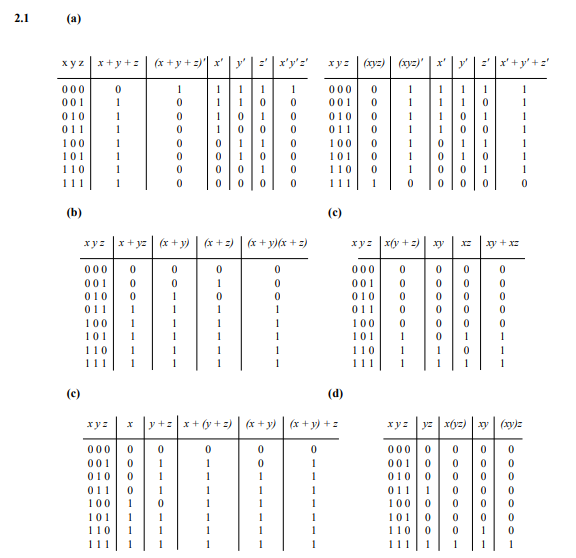 2.1 (a)
x y z x + y + z (x + y + z)' x' y' z' x' y' z'
0 0 0 0 1 1 1 1 1
0 0 1 1 0 1 1 0 0
0 1 0 1 0 1 0 1 0
0 1 1 1 0 1 0 0 0
1 0 0 1 0 0 1 1 0
1 0 1 1 0 0 1 0 0
1 1 0 1 0 0 0 1 0
1 1 1 1 0 0 0 0 0
x y z (xyz) (xyz)' x' y' z' x' + y' + z'
0 0 0 0 1 1 1 1 1
0 0 1 0 1 1 1 0 1
0 1 0 0 1 1 0 1 1
0 1 1 0 1 1 0 0 1
1 0 0 0 1 0 1 1 1
1 0 1 0 1 0 1 0 1
1 1 0 0 1 0 0 1 1
1 1 1 1 0 0 0 0 0
(b)
x y z x + yz (x + y) (x + z) (x + y)(x + z)
0 0 0 0 0 0 0
0 0 1 0 0 1 0
0 1 0 0 1 0 0
0 1 1 1 1 1 1
1 0 0 1 1 1 1
1 0 1 1 1 1 1
1 1 0 1 1 1 1
1 1 1 1 1 1 1
(c)
x y z x(y + z) xy xz xy + xz
0 0 0 0 0 0 0
0 0 1 0 0 0 0
0 1 0 0 0 0 0
0 1 1 0 0 0 0
1 0 0 0 0 0 0
1 0 1 1 0 1 1
1 1 0 1 1 0 1
1 1 1 1 1 1 1
(c)
x y z x y + z x + (y + z) (x + y) (x + y) + z
0 0 0 0 0 0 0 0
0 0 1 0 1 1 0 1
0 1 0 0 1 1 1 1
0 1 1 0 1 1 1 1
1 0 0 1 0 1 1 1
1 0 1 1 1 1 1 1
1 1 0 1 1 1 1 1
1 1 1 1 1 1 1 1
(d)
x y z yz x(yz) xy (xy)z
0 0 0 0 0 0 0
0 0 1 0 0 0 0
0 1 0 0 0 0 0
0 1 1 1 0 0 0
1 0 0 0 0 0 0
1 0 1 0 0 0 0
1 1 0 0 0 1 0
1 1 1 1 1 1 1